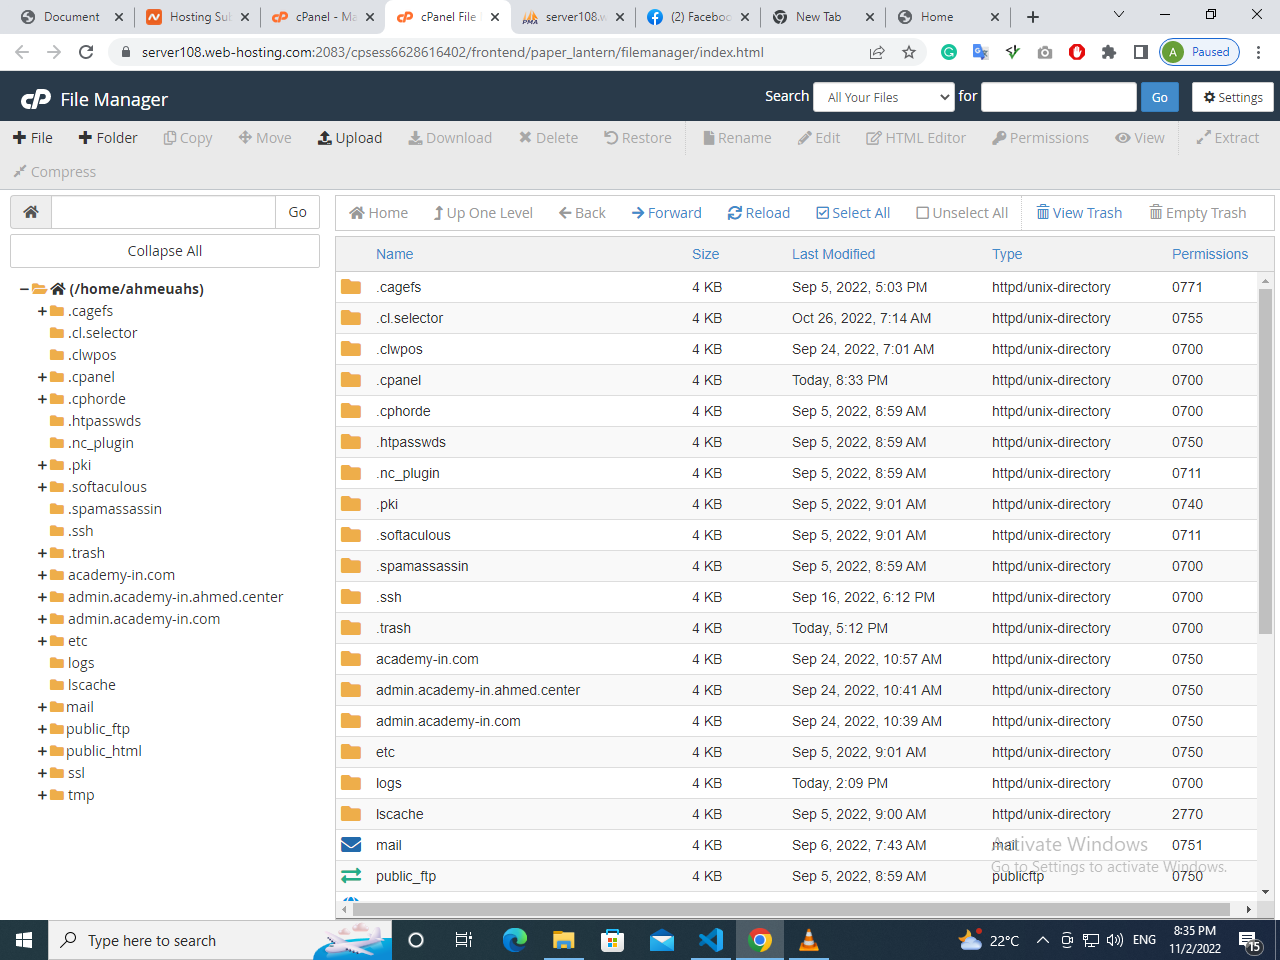 Document
Hosting Sub
cPanel - Ma
cPanel File
server108.w
(2) Facebo
New Tab
Home
server108.web-hosting.com:2083/cpsess6628616402/frontend/paper_lantern/filemanager/index.html
A Paused
cP File Manager
Search All Your Files for Go Settings
File Folder Copy Move Upload Download Delete Restore Rename Edit HTML Editor Permissions View Extract
Compress
Go
Home Up One Level Back Forward Reload Select All Unselect All View Trash Empty Trash
Collapse All
(/home/ahmeuahs)
.cagefs
.cl.selector
.clwpos
.cpanel
.cphorde
.htpasswds
.nc_plugin
.pki
.softaculous
.spamassassin
.ssh
.trash
academy-in.com
admin.academy-in.ahmed.center
admin.academy-in.com
etc
logs
lscache
mail
public_ftp
public_html
ssl
tmp
Name Size Last Modified Type Permissions
.cagefs 4 KB Sep 5, 2022, 5:03 PM httpd/unix-directory 0771
.cl.selector 4 KB Oct 26, 2022, 7:14 AM httpd/unix-directory 0755
.clwpos 4 KB Sep 24, 2022, 7:01 AM httpd/unix-directory 0700
.cpanel 4 KB Today, 8:33 PM httpd/unix-directory 0700
.cphorde 4 KB Sep 5, 2022, 8:59 AM httpd/unix-directory 0700
.htpasswds 4 KB Sep 5, 2022, 8:59 AM httpd/unix-directory 0750
.nc_plugin 4 KB Sep 5, 2022, 8:59 AM httpd/unix-directory 0711
.pki 4 KB Sep 5, 2022, 9:01 AM httpd/unix-directory 0740
.softaculous 4 KB Sep 5, 2022, 9:01 AM httpd/unix-directory 0711
.spamassassin 4 KB Sep 5, 2022, 8:59 AM httpd/unix-directory 0700
.ssh 4 KB Sep 16, 2022, 6:12 PM httpd/unix-directory 0700
.trash 4 KB Today, 5:12 PM httpd/unix-directory 0700
academy-in.com 4 KB Sep 24, 2022, 10:57 AM httpd/unix-directory 0750
admin.academy-in.ahmed.center 4 KB Sep 24, 2022, 10:41 AM httpd/unix-directory 0750
admin.academy-in.com 4 KB Sep 24, 2022, 10:39 AM httpd/unix-directory 0750
etc 4 KB Sep 5, 2022, 9:01 AM httpd/unix-directory 0750
logs 4 KB Today, 2:09 PM httpd/unix-directory 0700
lscache 4 KB Sep 5, 2022, 9:00 AM httpd/unix-directory 2770
mail 4 KB Sep 6, 2022, 7:43 AM mail 0751
public_ftp 4 KB Sep 5, 2022, 8:59 AM publicftp 0750
Activate Windows
Go to Settings to activate Windows.
Type here to search
22°C
ENG
8:35 PM
11/2/2022
15